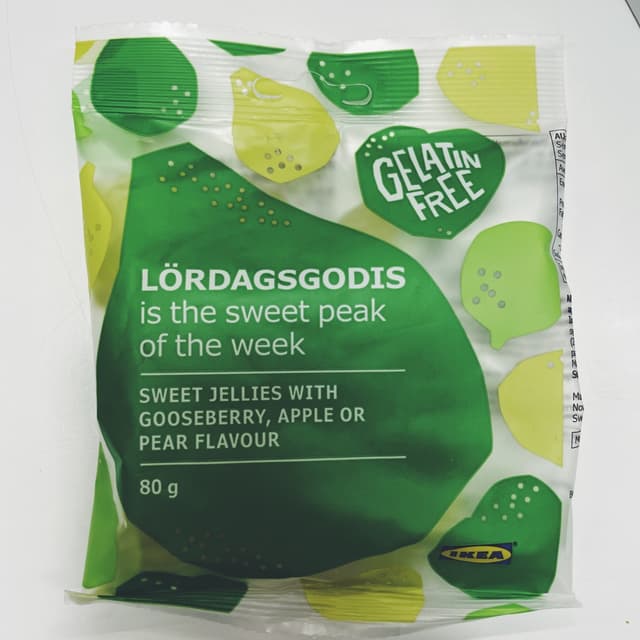 GELATIN
FREE
LÖRDAGSGODIS
is the sweet peak
of the week
SWEET JELLIES WITH
GOOSEBERRY, APPLE OR
PEAR FLAVOUR
80 g
IKEA